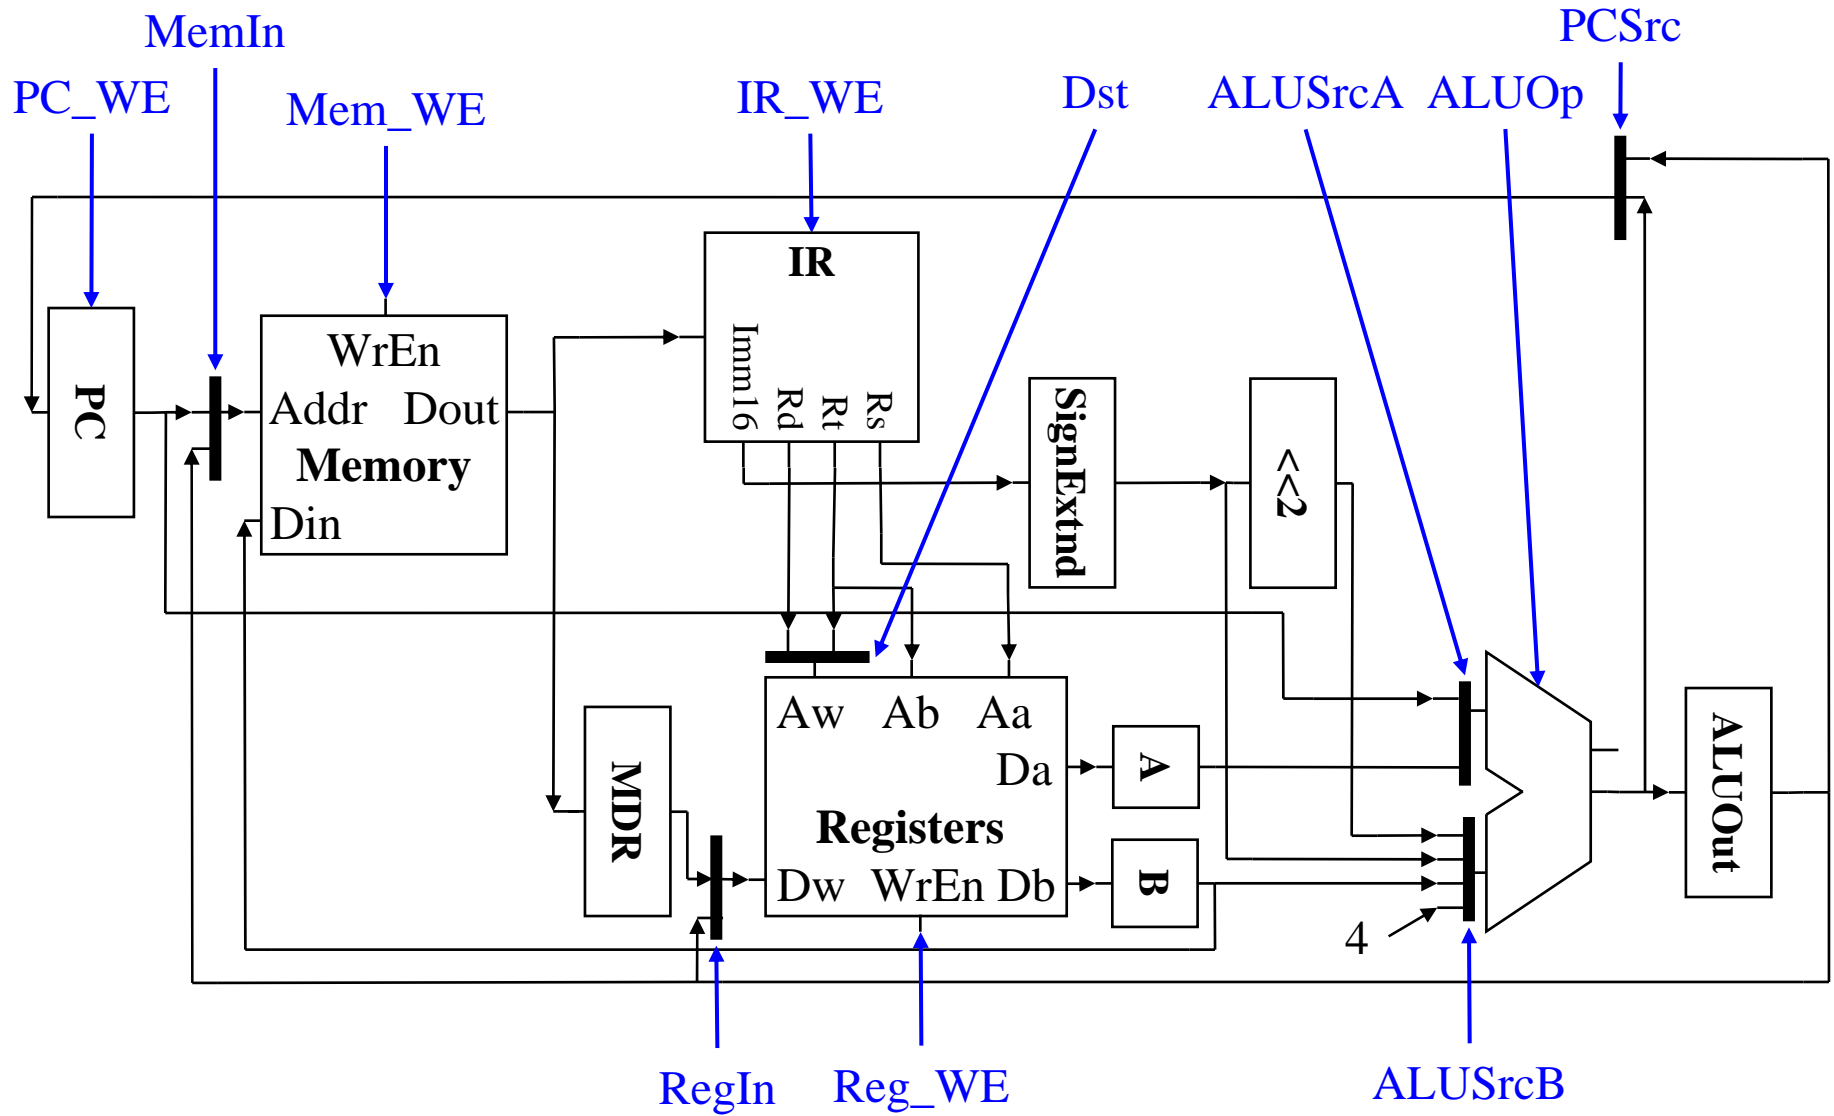 MemIn
PCSrc
PC_WE
Mem_WE
IR_WE
Dst
ALUSrcA
ALUOp
IR
Imm16
Rd
Rt
Rs
PC
WrEn
Addr
Dout
Memory
Din
SignExtnd
<<2
Aw
Ab
Aa
Da
Registers
Dw
WrEn
Db
MDR
A
B
ALUOut
4
RegIn
Reg_WE
ALUSrcB